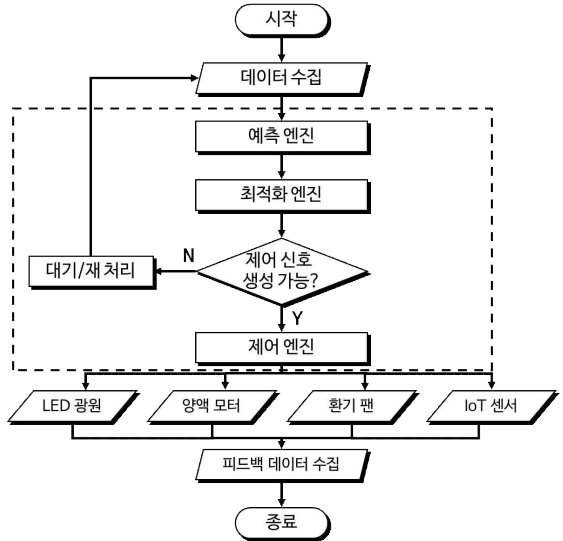 시작
데이터 수집
예측 엔진
최적화 엔진
제어 신호
생성 가능?
N
대기/재 처리
Y
제어 엔진
LED 광원
양액 모터
환기 팬
IoT 센서
피드백 데이터 수집
종료